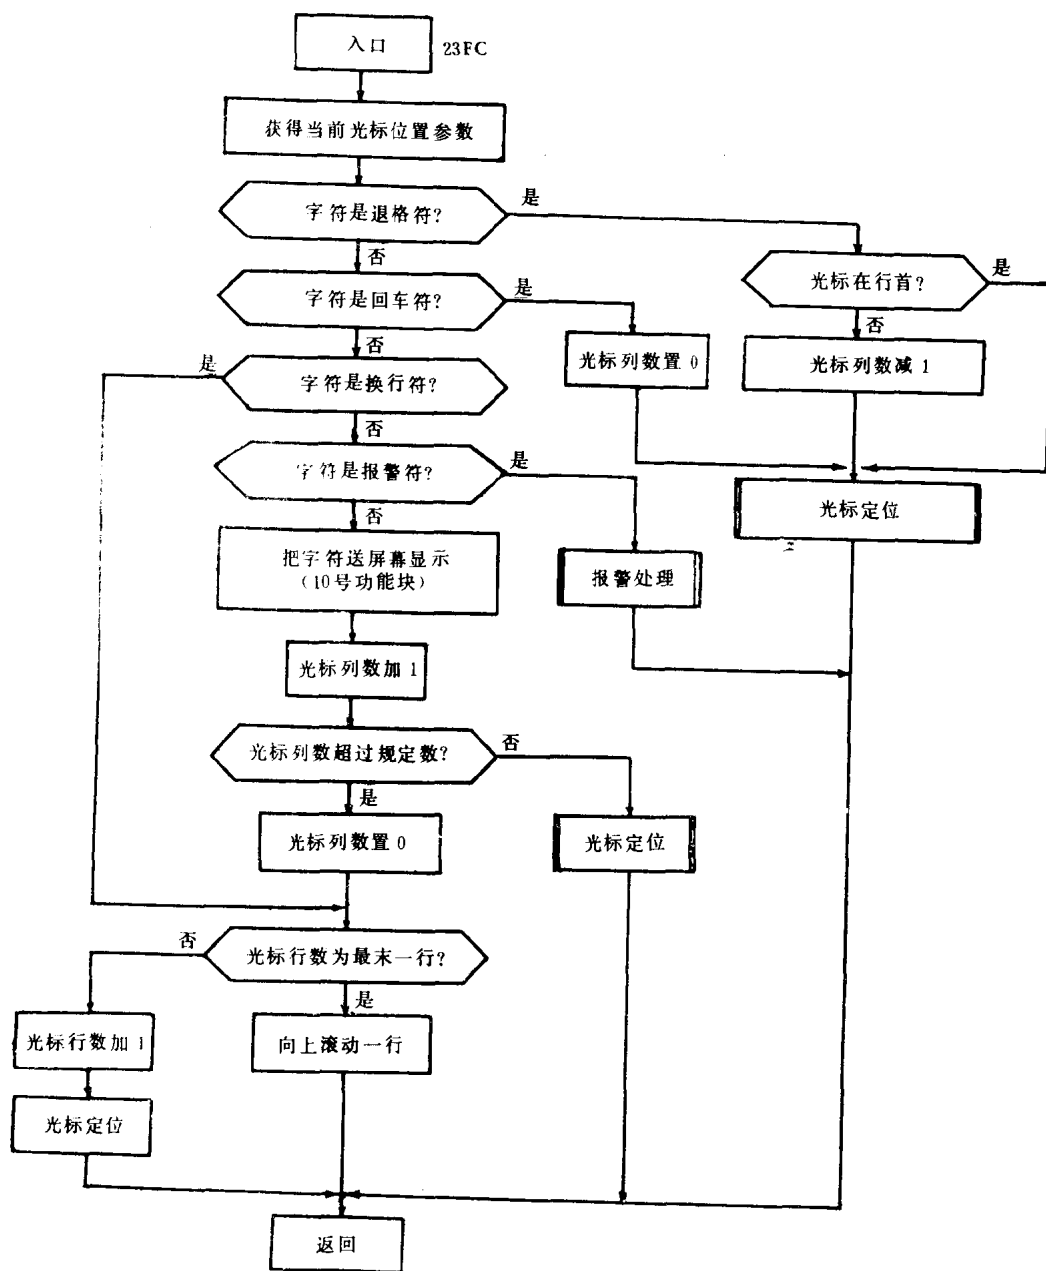 入口
23FC
获得当前光标位置参数
字符是退格符?
是
否
光标在行首?
是
字符是回车符?
是
否
否
光标列数置 0
光标列数减 1
是
字符是换行符?
否
字符是报警符?
是
否
光标定位
把字符送屏幕显示
(10号功能块)
报警处理
光标列数加 1
光标列数超过规定数?
否
是
光标列数置 0
光标定位
否
光标行数为最末一行?
是
光标行数加 1
向上滚动一行
光标定位
返回